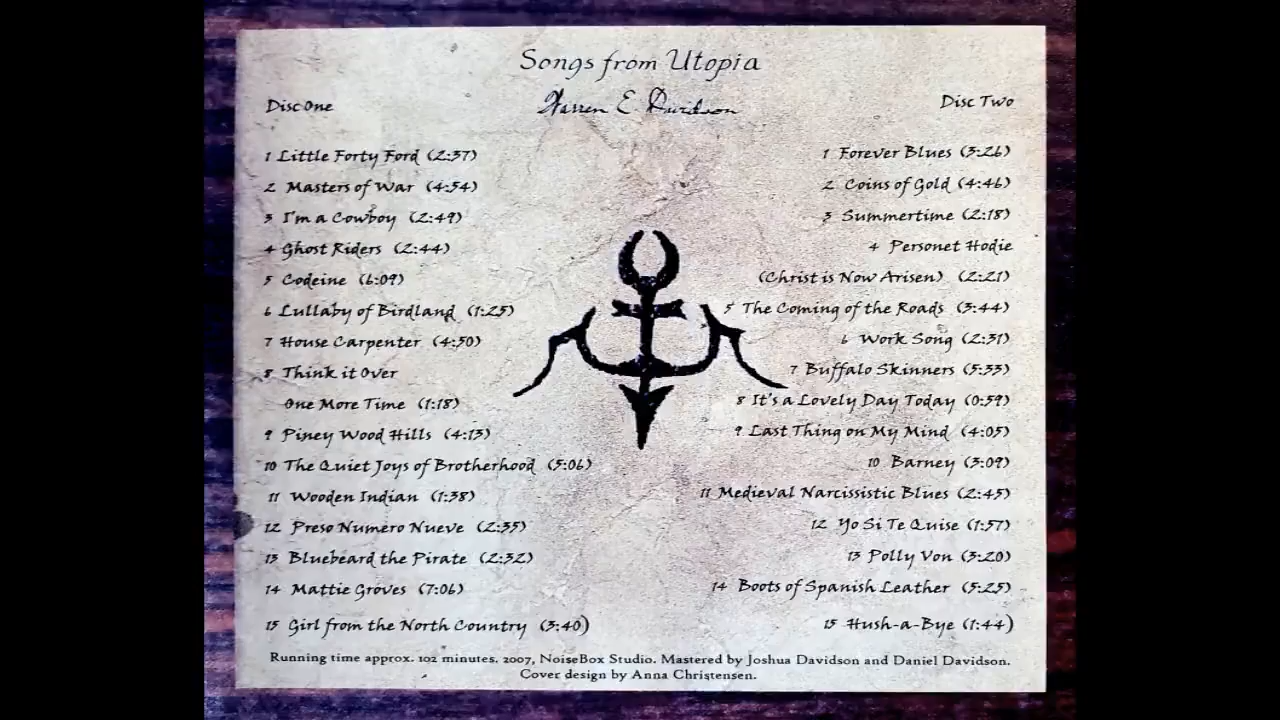 Songs from Utopia
Warren E Davidson
Disc One
1 Little Forty Ford (2:37)
2 Masters of War (4:54)
3 I'm a Cowboy (2:49)
4 Ghost Riders (2:44)
5 Codeine (6:09)
6 Lullaby of Birdland (1:25)
7 House Carpenter (4:50)
8 Think it Over
One More Time (1:18)
9 Piney Wood Hills (4:13)
10 The Quiet Joys of Brotherhood (5:06)
11 Wooden Indian (1:38)
12 Preso Numero Nueve (2:35)
13 Bluebeard the Pirate (2:32)
14 Mattie Groves (7:06)
15 Girl from the North Country (3:40)
Disc Two
1 Forever Blues (3:26)
2 Coins of Gold (4:46)
3 Summertime (2:18)
4 Personet Hodie
(Christ is Now Arisen) (2:21)
5 The Coming of the Roads (3:44)
6 Work Song (2:31)
7 Buffalo Skinners (5:33)
8 It's a Lovely Day Today (0:59)
9 Last Thing on My Mind (4:05)
10 Barney (3:09)
11 Medieval Narcissistic Blues (2:45)
12 Yo Si Te Quise (1:57)
13 Polly Von (3:20)
14 Boots of Spanish Leather (5:25)
15 Hush-a-Bye (1:44)
Running time approx. 102 minutes. 2007, NoiseBox Studio. Mastered by Joshua Davidson and Daniel Davidson.
Cover design by Anna Christensen.